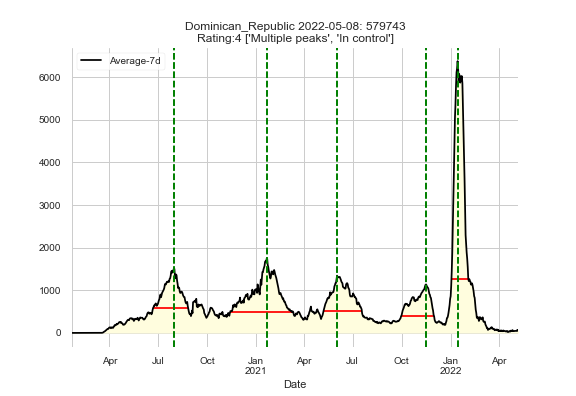 Dominican_Republic 2022-05-08: 579743
Rating:4 ['Multiple peaks', 'In control']
Average-7d
6000
5000
4000
3000
2000
1000
0
Apr
Jul
Oct
Jan
2021
Apr
Jul
Oct
Jan
2022
Apr
Date